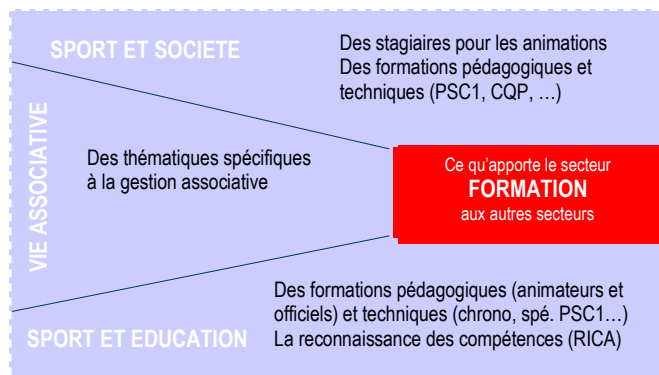 SPORT ET SOCIETE
Des stagiaires pour les animations
Des formations pédagogiques et
techniques (PSC1, CQP, …)
VIE ASSOCIATIVE
Des thématiques spécifiques
à la gestion associative
Ce qu’apporte le secteur
FORMATION
aux autres secteurs
Des formations pédagogiques (animateurs et
officiels) et techniques (chrono, spé. PSC1…)
La reconnaissance des compétences (RICA)
SPORT ET EDUCATION